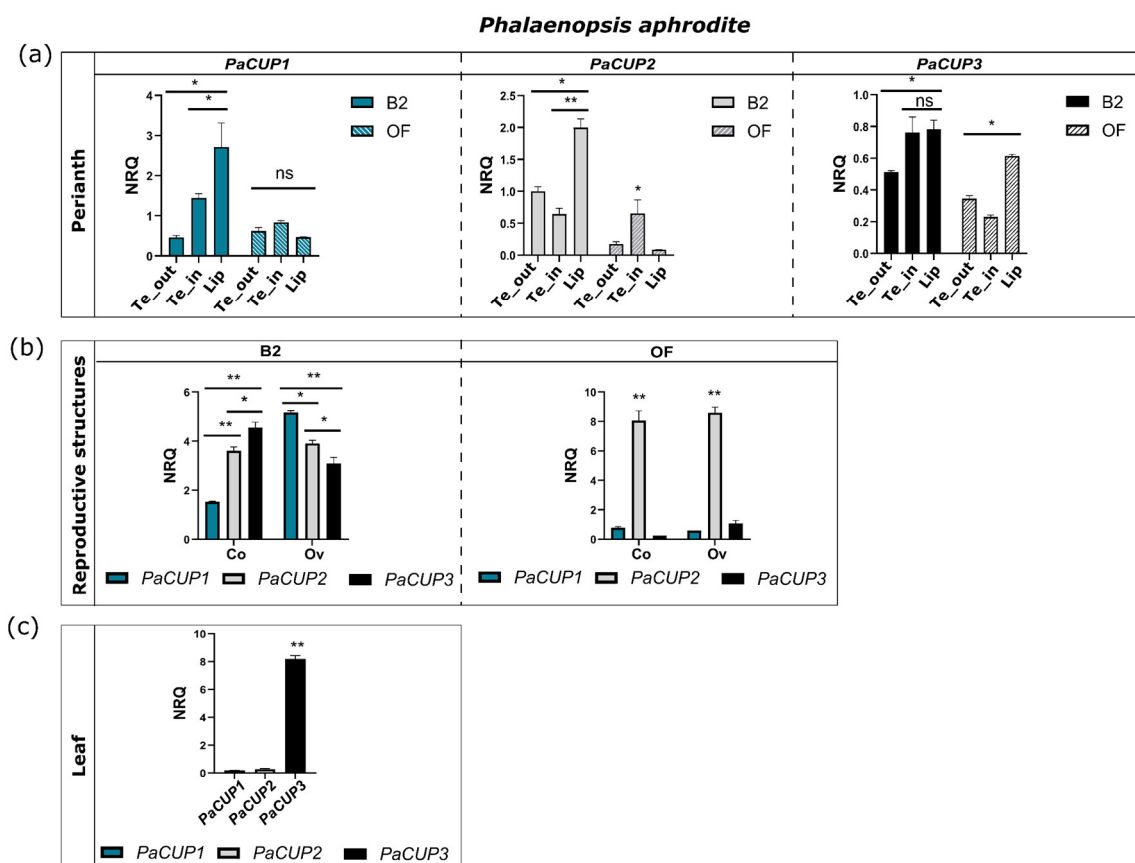 Phalaenopsis aphrodite
(a)
Perianth
PaCUP1
NRQ
4
3
2
1
0
*
*
ns
B2
OF
Te_out
Te_in
Lip
Te_out
Te_in
Lip
PaCUP2
NRQ
2.5
2.0
1.5
1.0
0.5
0.0
*
**
*
B2
OF
Te_out
Te_in
Lip
Te_out
Te_in
Lip
PaCUP3
NRQ
1.0
0.8
0.6
0.4
0.2
0.0
*
ns
*
B2
OF
Te_out
Te_in
Lip
Te_out
Te_in
Lip
(b)
Reproductive structures
B2
NRQ
6
4
2
0
**
*
**
**
*
*
Co
Ov
PaCUP1
PaCUP2
PaCUP3
OF
NRQ
10
8
6
4
2
0
**
**
Co
Ov
PaCUP1
PaCUP2
PaCUP3
(c)
Leaf
NRQ
10
8
6
4
2
0
**
PaCUP1
PaCUP2
PaCUP3
PaCUP1
PaCUP2
PaCUP3